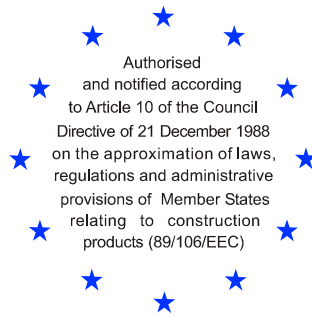 Authorised
and notified according
to Article 10 of the Council
Directive of 21 December 1988
on the approximation of laws,
regulations and administrative
provisions of Member States
relating to construction
products (89/106/EEC)